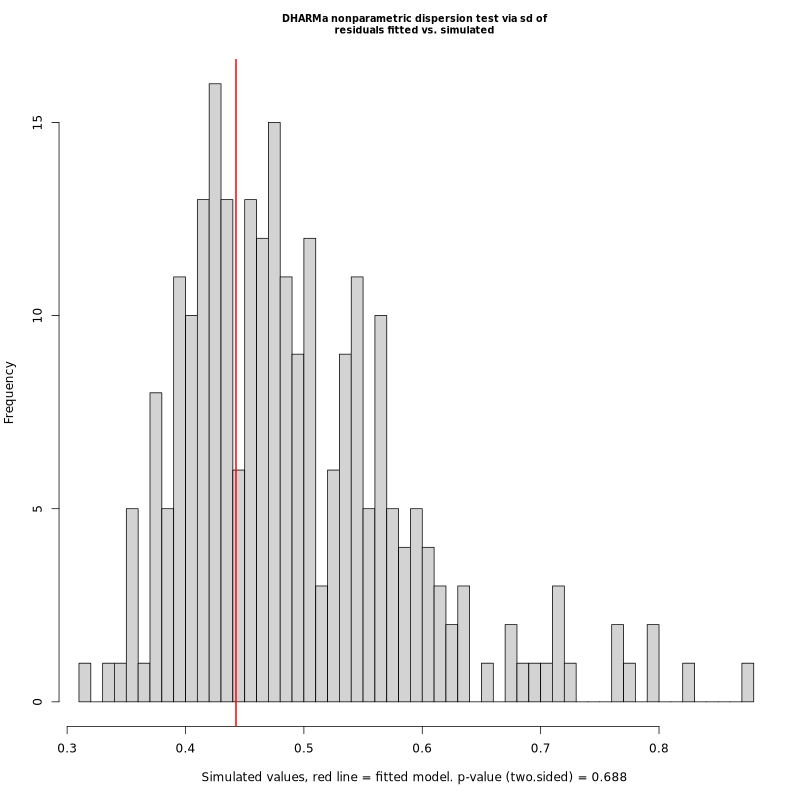 DHARMa nonparametric dispersion test via sd of
residuals fitted vs. simulated
Frequency
15
10
5
0
0.3 0.4 0.5 0.6 0.7 0.8
Simulated values, red line = fitted model. p-value (two.sided) = 0.688